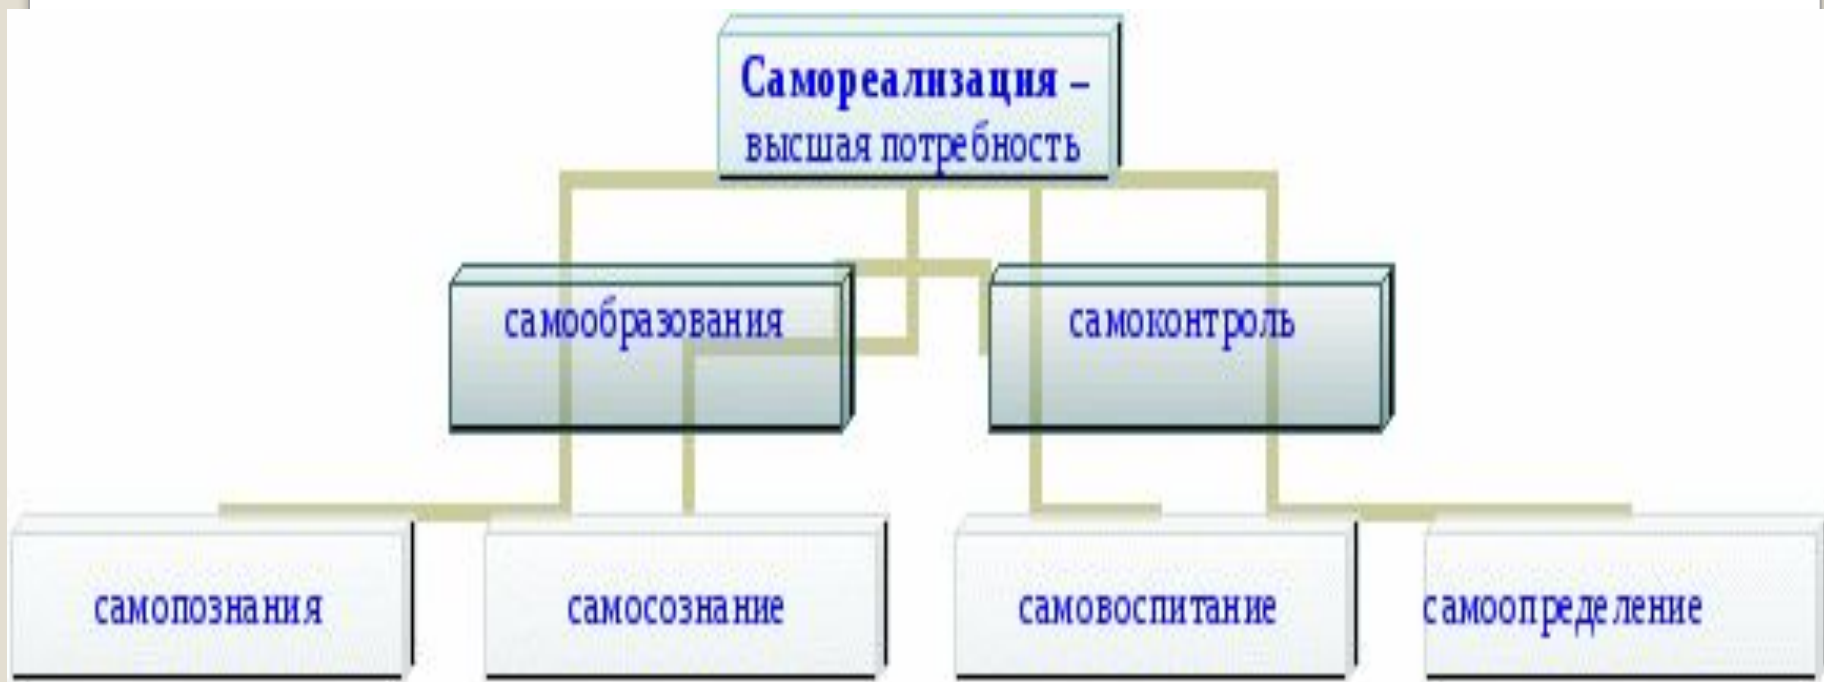 Самореализация –
высшая потребность
самообразования
самоконтроль
самопознания
самосознание
самовоспитание
самоопределение